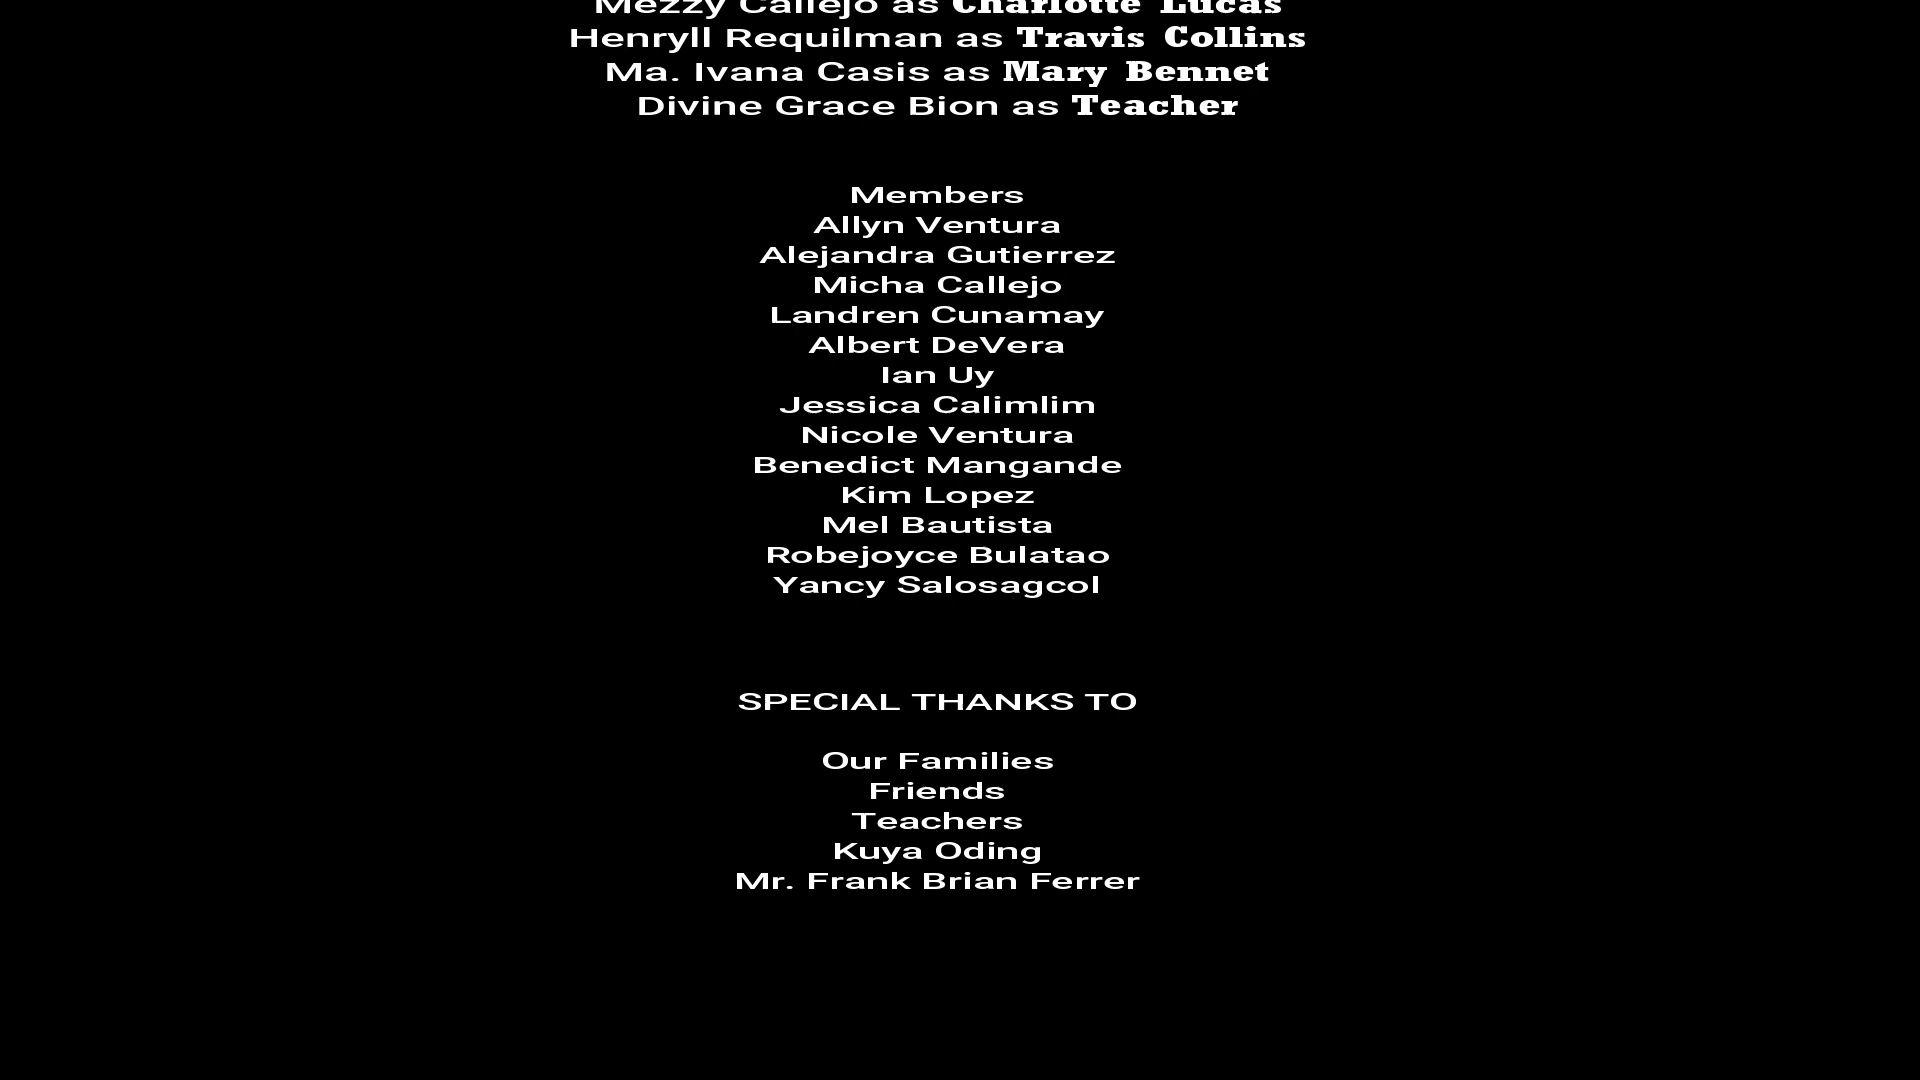 Mezzy Callejo as Charlotte Lucas
Henryll Requilman as Travis Collins
Ma. Ivana Casis as Mary Bennet
Divine Grace Bion as Teacher
Members
Allyn Ventura
Alejandra Gutierrez
Micha Callejo
Landren Cunamay
Albert DeVera
Ian Uy
Jessica Calimlim
Nicole Ventura
Benedict Mangande
Kim Lopez
Mel Bautista
Robejoyce Bulatao
Yancy Salosagcol
SPECIAL THANKS TO
Our Families
Friends
Teachers
Kuya Oding
Mr. Frank Brian Ferrer